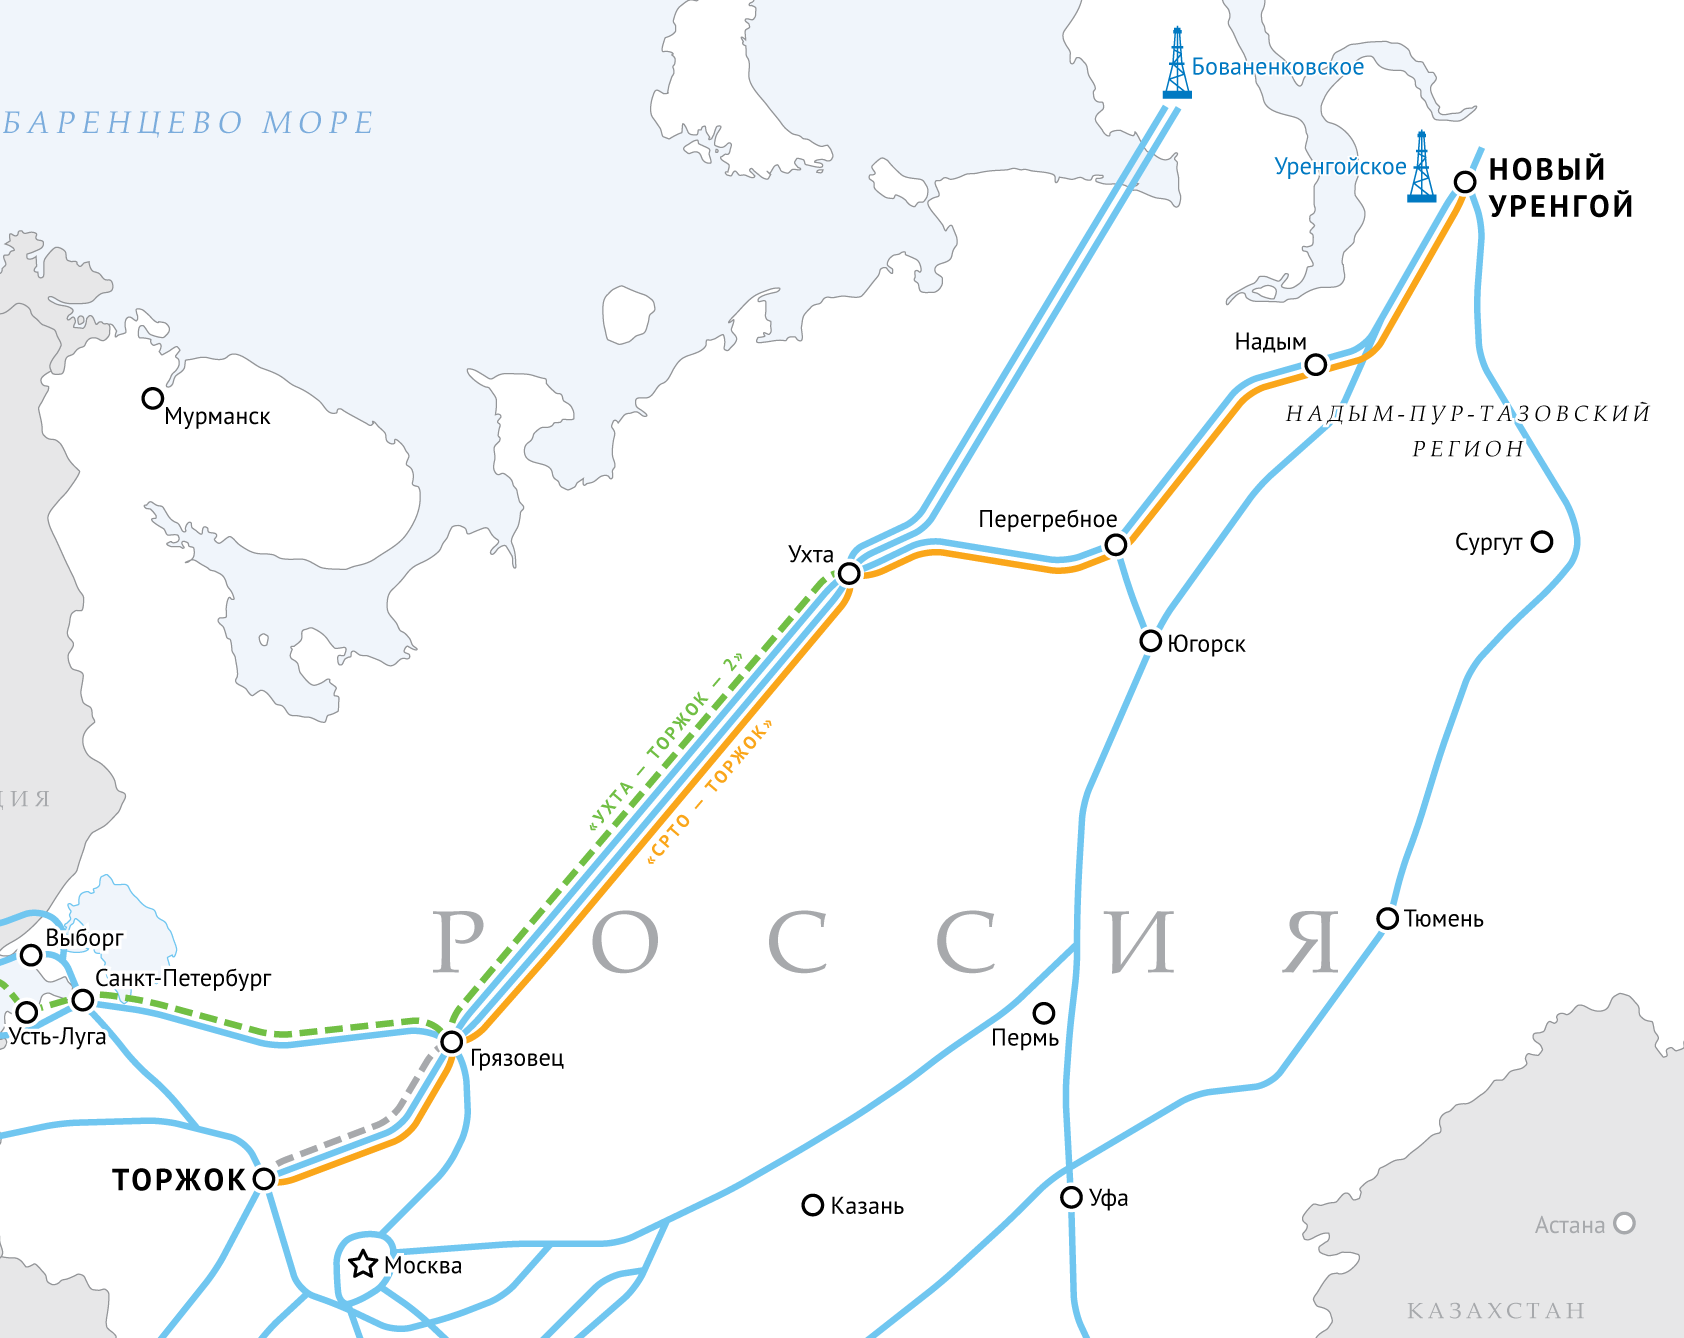 Бованенковское
БАРЕНЦЕВО МОРЕ
Уренгойское
НОВЫЙ
УРЕНГОЙ
Надым
Мурманск
НАДЫМ-ПУР-ТАЗОВСКИЙ
РЕГИОН
Перегребное
Ухта
Сургут
Югорск
«УХТА – ТОРЖОК – 2»
«СРТО – ТОРЖОК»
РОССИЯ
Тюмень
Выборг
Санкт-Петербург
Усть-Луга
Пермь
Грязовец
ТОРЖОК
Казань
Уфа
Астана
Москва
КАЗАХСТАН